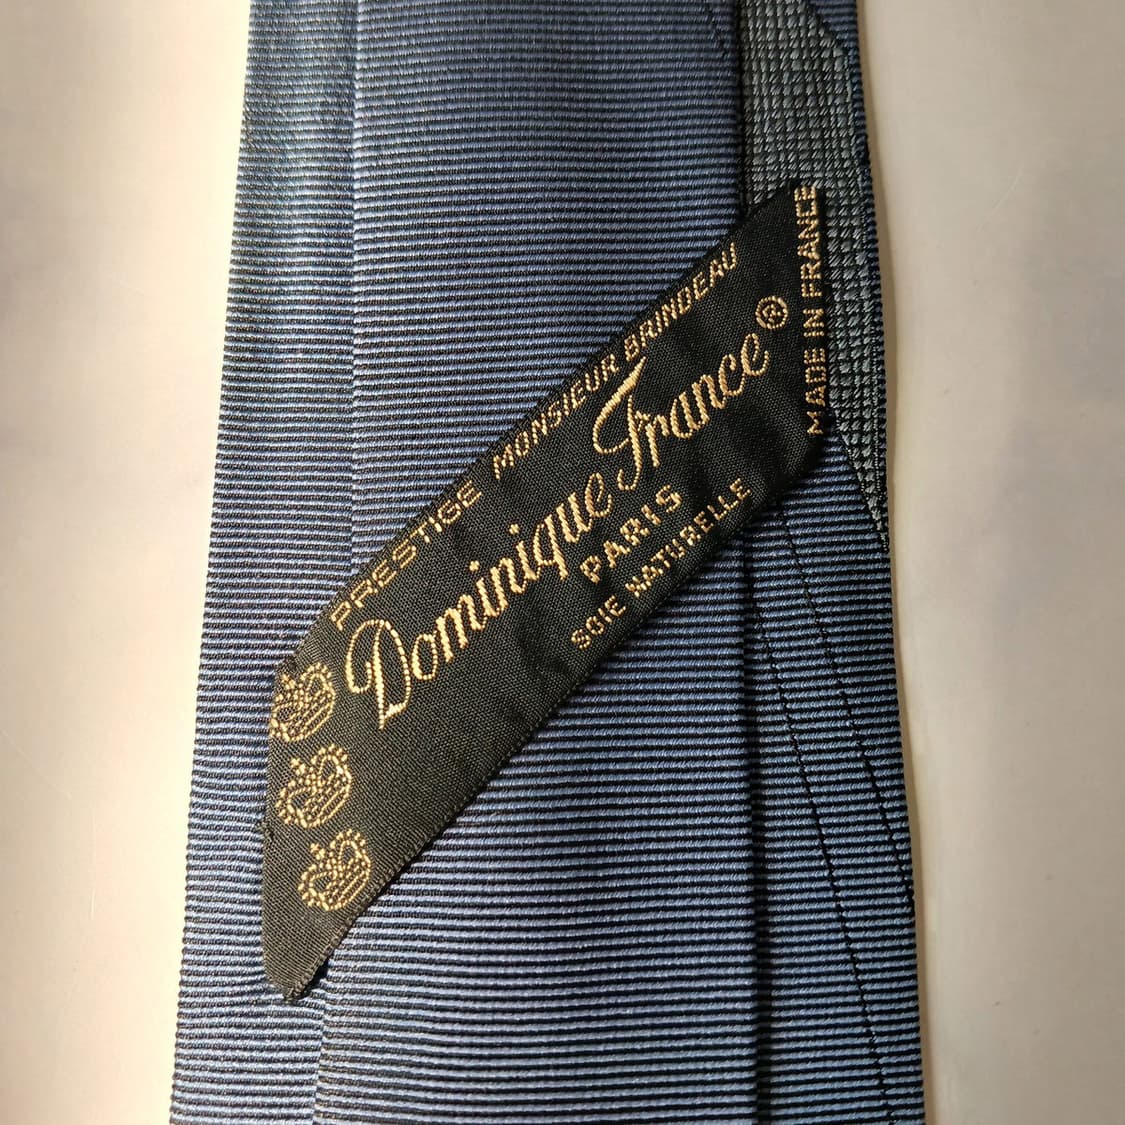 PRESTIGE MONSIEUR BRINDEAU
Dominique France®
PARIS
SOIE NATURELLE
MADE IN FRANCE